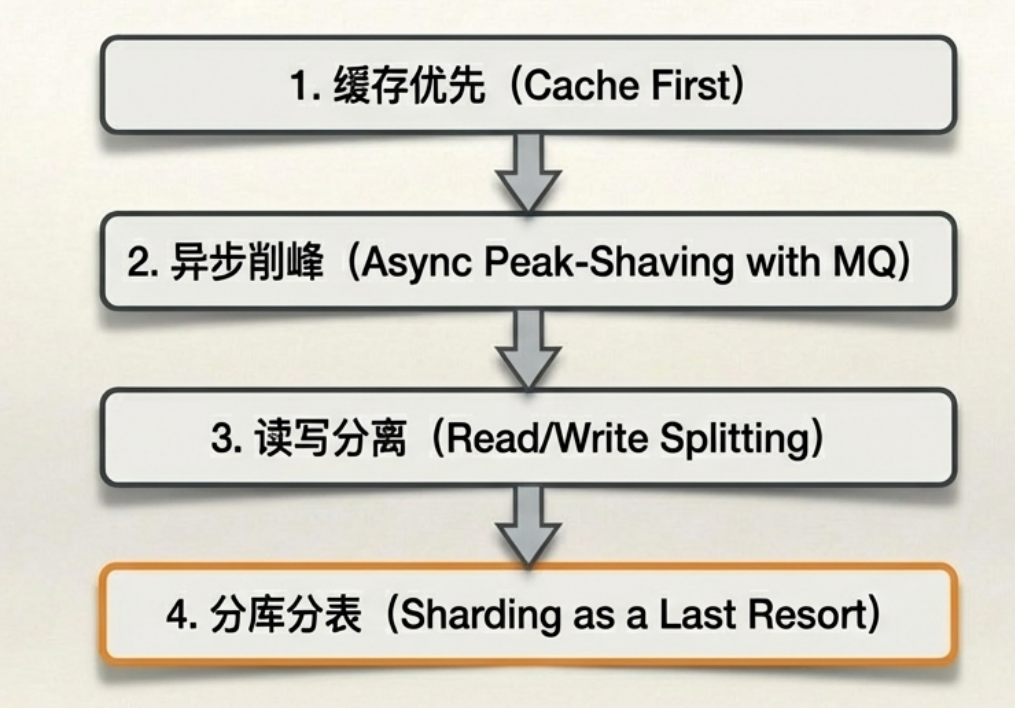 1. 缓存优先（Cache First）
2. 异步削峰（Async Peak-Shaving with MQ）
3. 读写分离（Read/Write Splitting）
4. 分库分表（Sharding as a Last Resort）